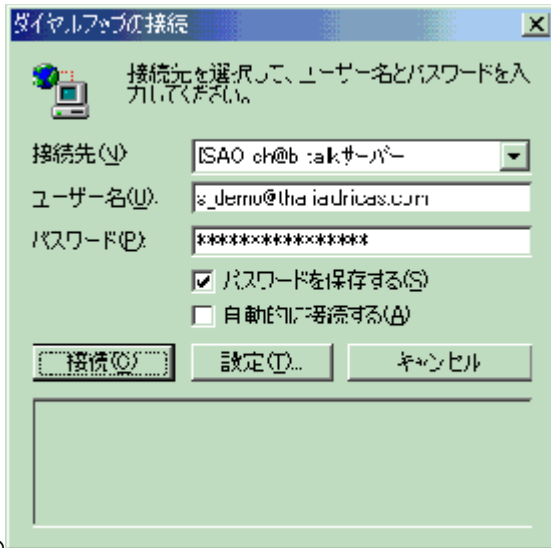 ダイヤルアップの接続
接続先を選択して、ユーザー名とパスワードを入
力してください。
接続先(N)
ISAO ch@b talkサーバー
ユーザー名(U):
パスワード(P):
*****************
パスワードを保存する(S)
自動的に接続する(A)
接続(C)
設定(T)...
キャンセル